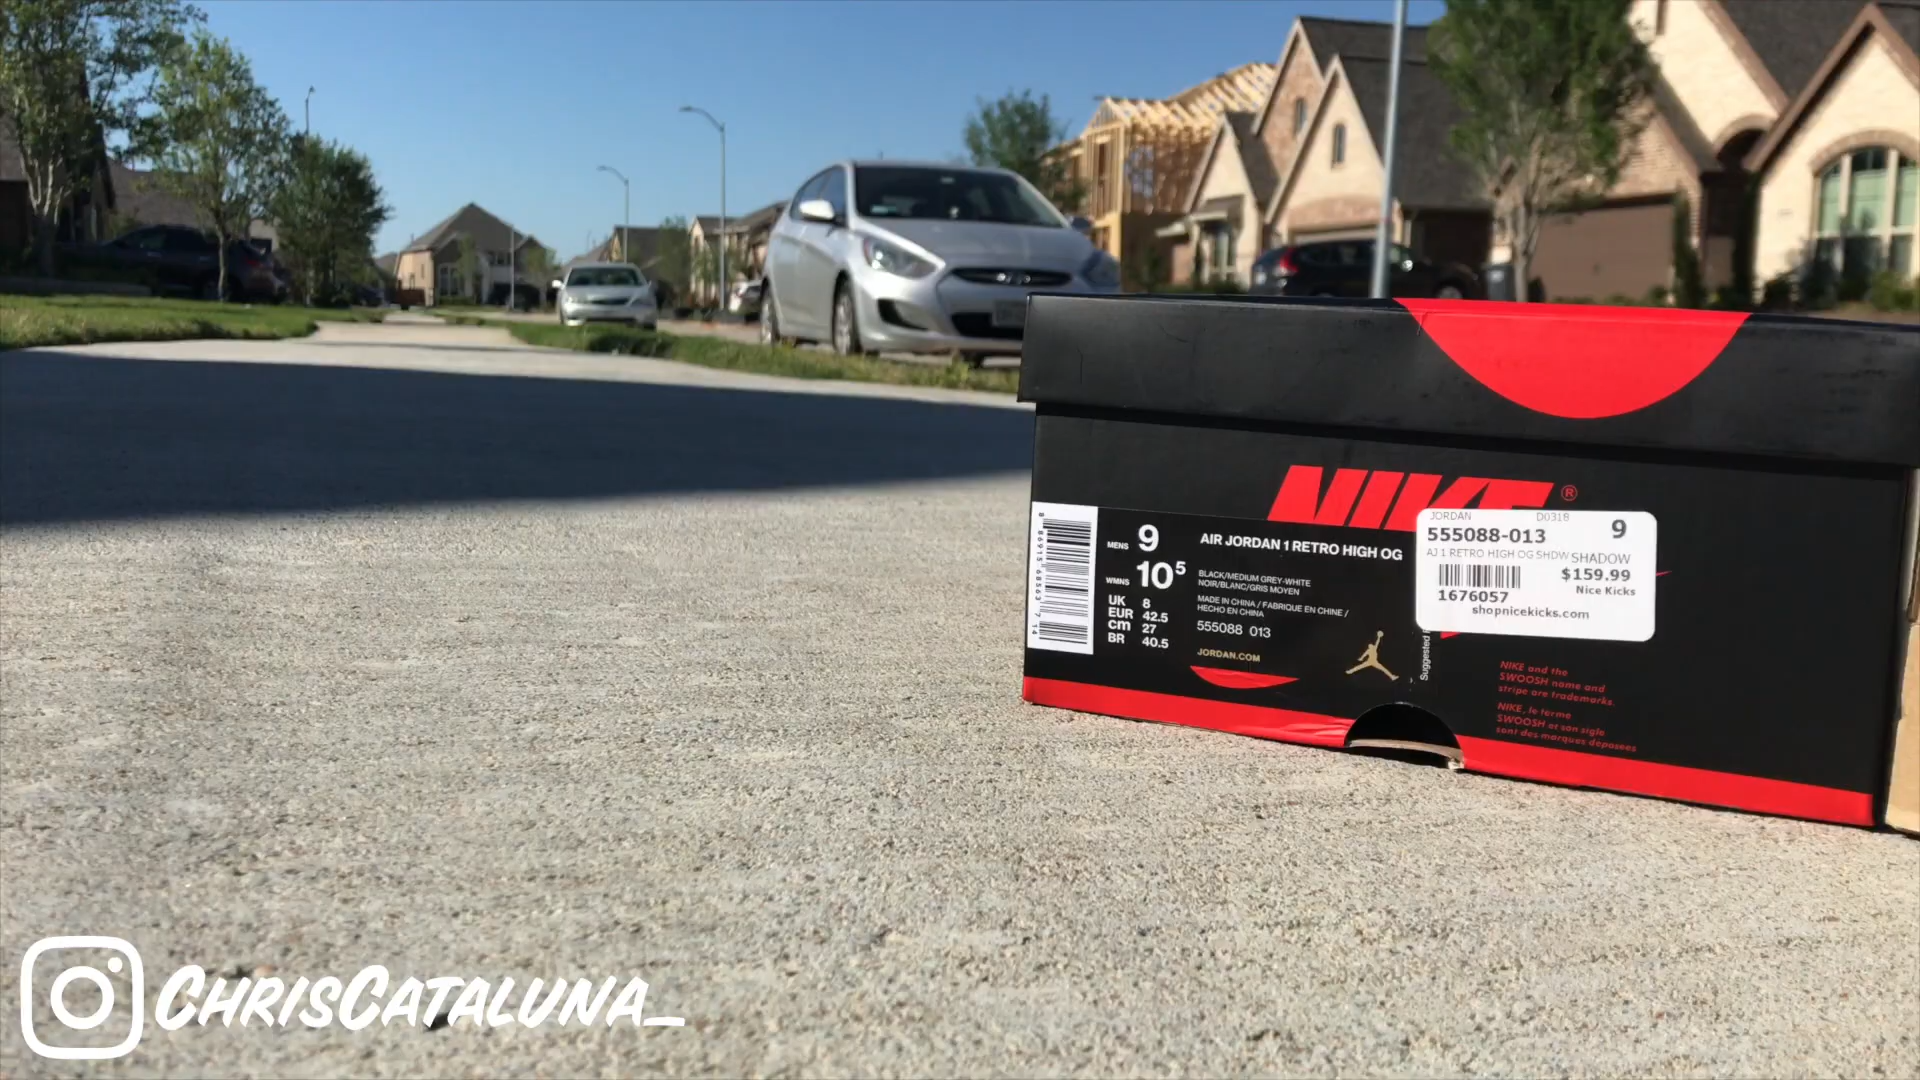 NIKE®
JORDAN D0318 9
555088-013
AJ 1 RETRO HIGH OG SHDW SHADOW
$159.99
1676057 Nice Kicks
shopnicekicks.com
MENS 9
WMNS 10⁵
UK 8
EUR 42.5
cm 27
BR 40.5
AIR JORDAN 1 RETRO HIGH OG
BLACK/MEDIUM GREY-WHITE
NOIR/BLANC/GRIS MOYEN
MADE IN CHINA / FABRIQUE EN CHINE /
HECHO EN CHINA
555088 013
JORDAN.COM
Suggested
NIKE and the
SWOOSH name and
stripe are trademarks.
NIKE, le terme
SWOOSH et son sigle
sont des marques déposées
CHRISCATALUNA_